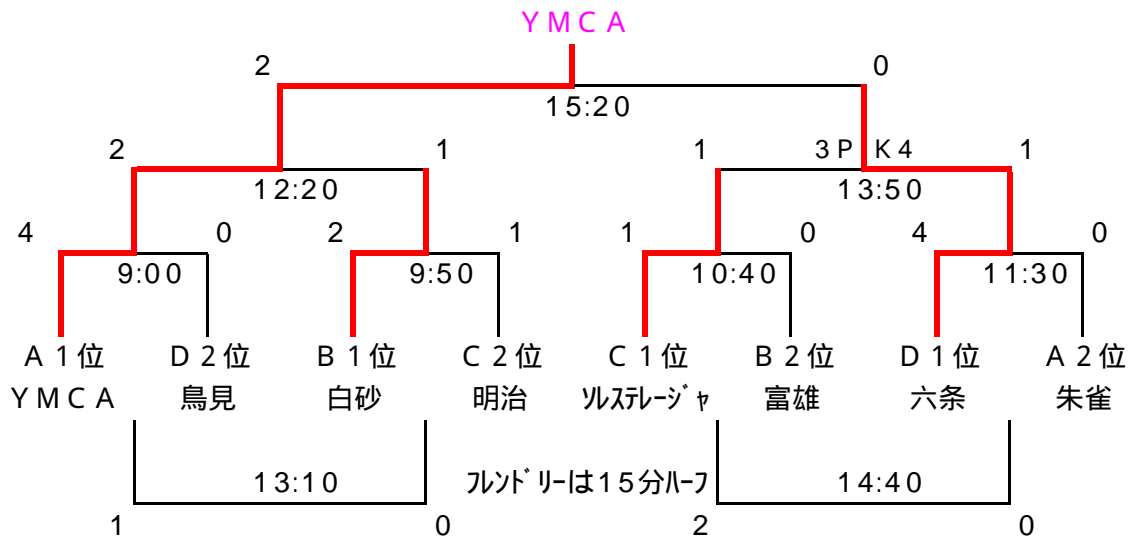 YMCA
2 0
15:20
2 1 1 3PK4 1
12:20 13:50
4 0 2 1 1 0 4 0
9:00 9:50 10:40 11:30
A1位 D2位 B1位 C2位 C1位 B2位 D1位 A2位
YMCA 鳥見 白砂 明治 ソルステレージャ 富雄 六条 朱雀
13:10 フレンドリーは15分ハーフ 14:40
1 0 2 0